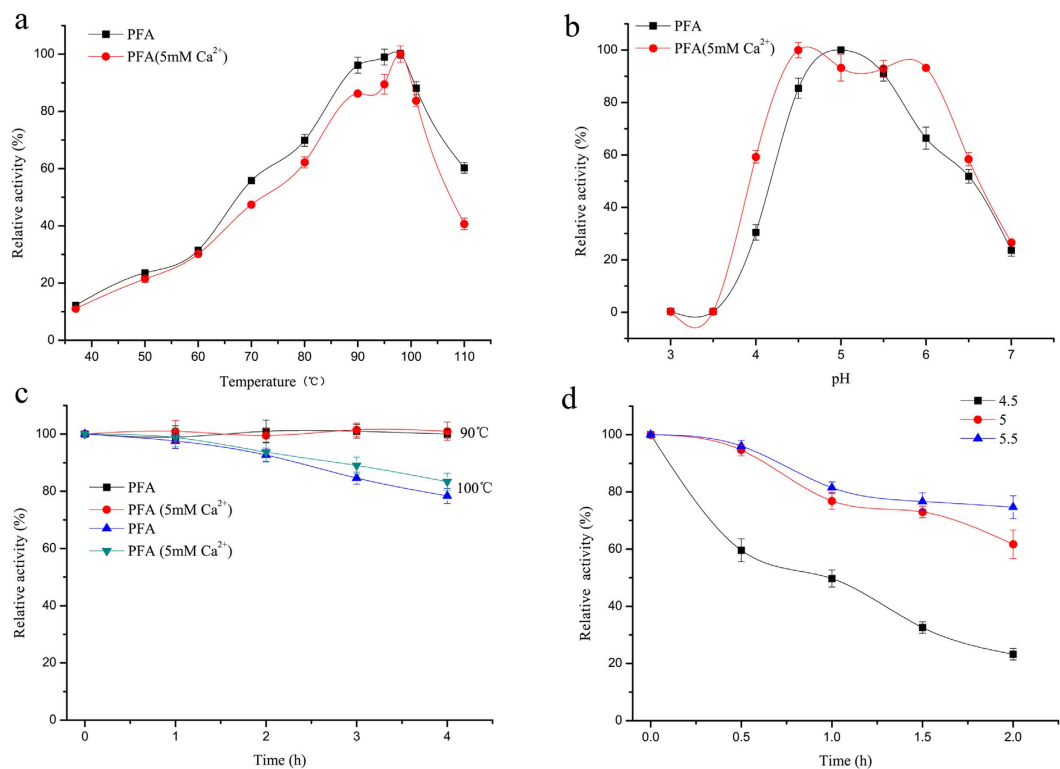 a
PFA
PFA(5mM Ca²⁺)
100
80
60
40
20
0
Relative activity (%)
40 50 60 70 80 90 100 110
Temperature (℃)
b
PFA
PFA(5mM Ca²⁺)
100
80
60
40
20
0
Relative activity (%)
3 4 5 6 7
pH
c
100
80
60
40
20
0
Relative activity (%)
90℃
100℃
PFA
PFA (5mM Ca²⁺)
PFA
PFA (5mM Ca²⁺)
0 1 2 3 4
Time (h)
d
4.5
5
5.5
100
80
60
40
20
0
Relative activity (%)
0.0 0.5 1.0 1.5 2.0
Time (h)